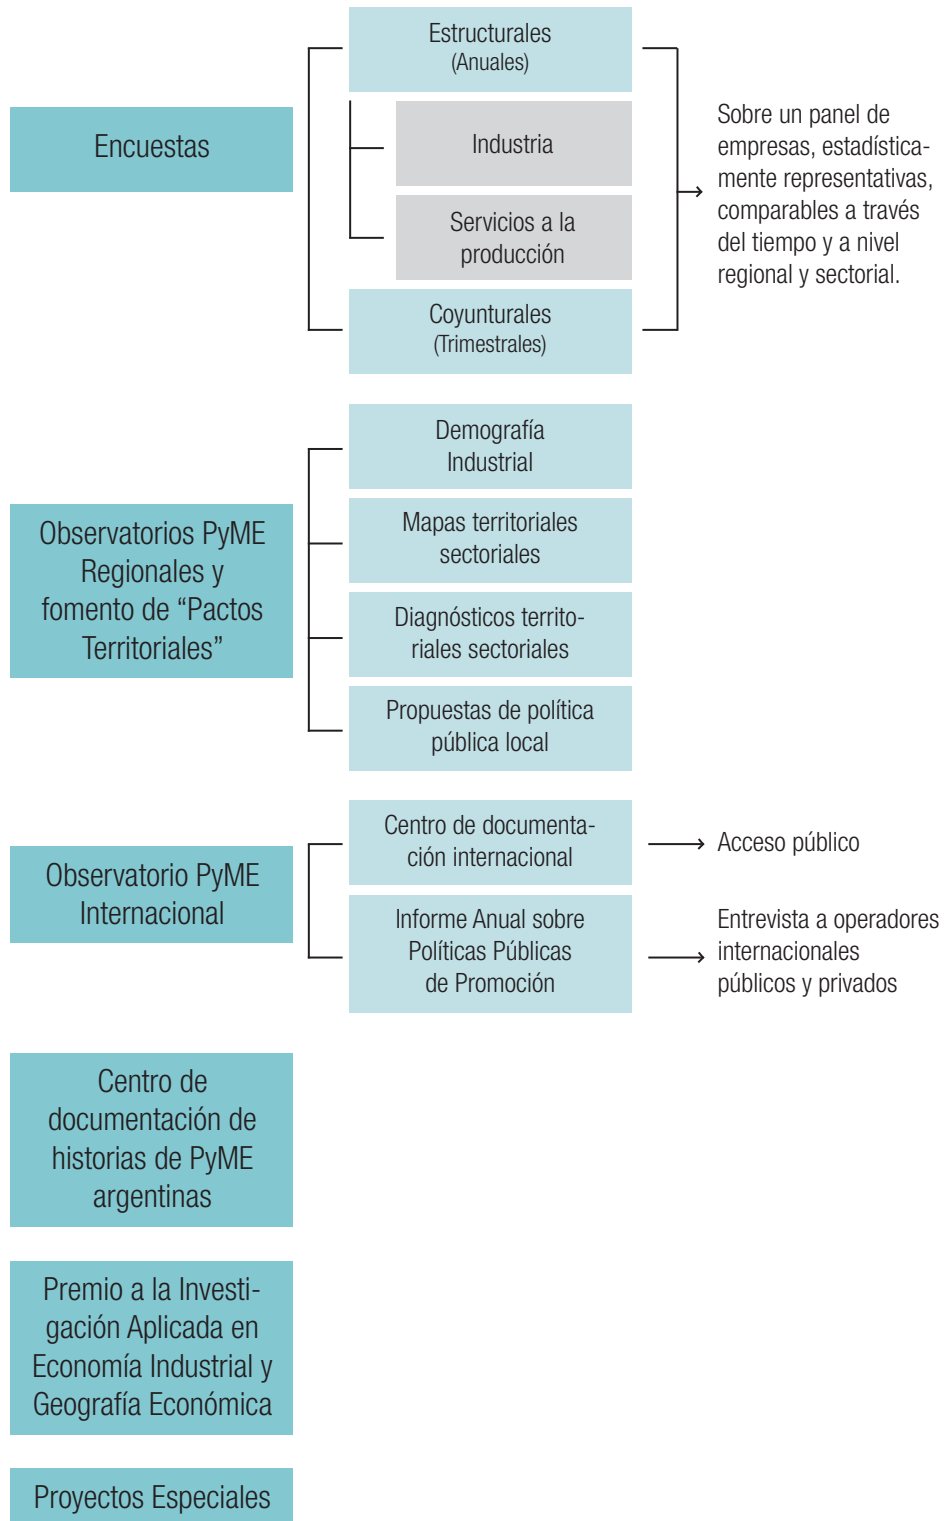 Encuestas
Estructurales
(Anuales)
Industria
Servicios a la
producción
Coyunturales
(Trimestrales)
Sobre un panel de
empresas, estadística-
mente representativas,
comparables a través
del tiempo y a nivel
regional y sectorial.
Observatorios PyME
Regionales y
fomento de “Pactos
Territoriales”
Demografía
Industrial
Mapas territoriales
sectoriales
Diagnósticos territo-
riales sectoriales
Propuestas de política
pública local
Observatorio PyME
Internacional
Centro de documenta-
ción internacional
Acceso público
Informe Anual sobre
Políticas Públicas
de Promoción
Entrevista a operadores
internacionales
públicos y privados
Centro de
documentación de
historias de PyME
argentinas
Premio a la Investi-
gación Aplicada en
Economía Industrial y
Geografía Económica
Proyectos Especiales